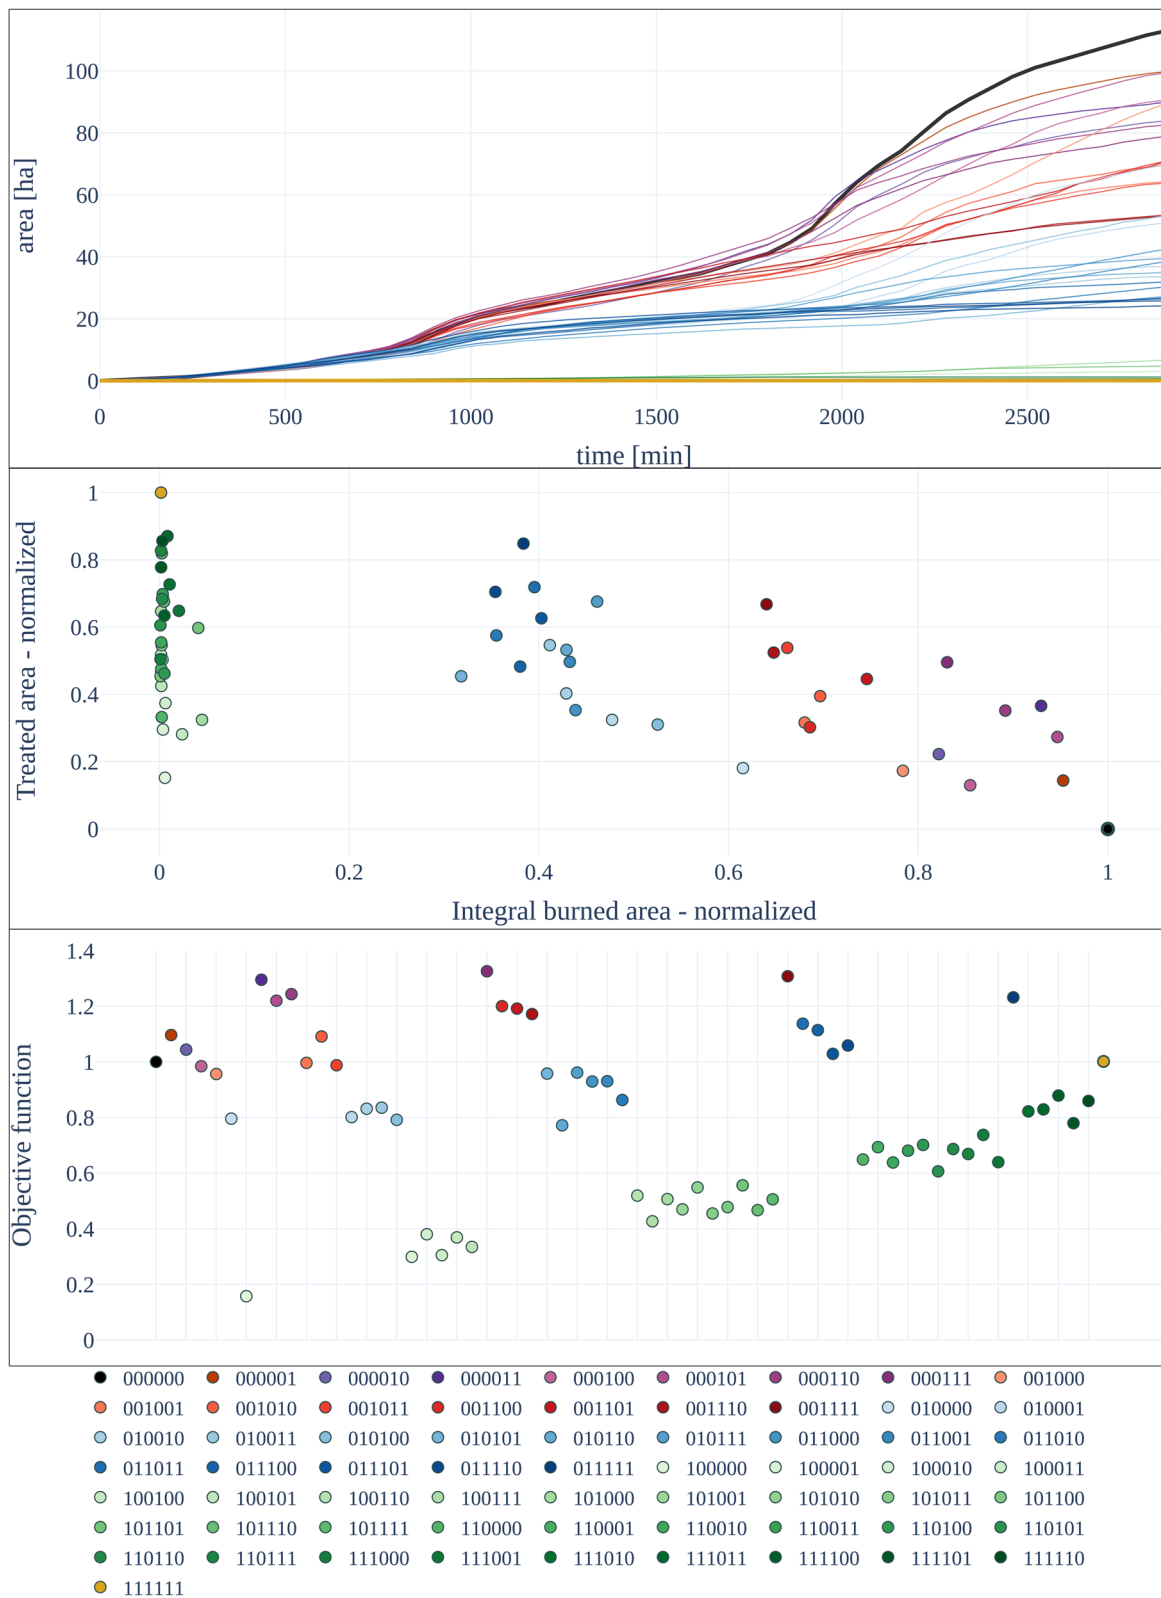 100
80
60
40
20
0
area [ha]
0 500 1000 1500 2000 2500
time [min]
1
0.8
0.6
0.4
0.2
0
Treated area - normalized
0 0.2 0.4 0.6 0.8 1
Integral burned area - normalized
1.4
1.2
1
0.8
0.6
0.4
0.2
0
Objective function
000000 000001 000010 000011 000100 000101 000110 000111 001000
001001 001010 001011 001100 001101 001110 001111 010000 010001
010010 010011 010100 010101 010110 010111 011000 011001 011010
011011 011100 011101 011110 011111 100000 100001 100010 100011
100100 100101 100110 100111 101000 101001 101010 101011 101100
101101 101110 101111 110000 110001 110010 110011 110100 110101
110110 110111 111000 111001 111010 111011 111100 111101 111110
111111